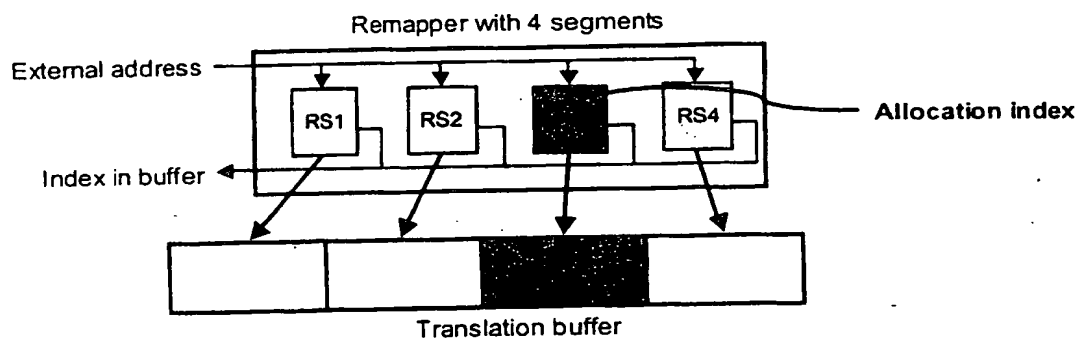 Remapper with 4 segments
External address
RS1
RS2
RS4
Allocation index
Index in buffer
Translation buffer